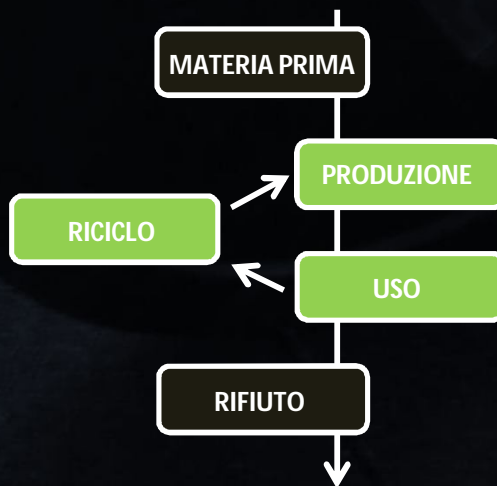 MATERIA PRIMA
PRODUZIONE
RICICLO
USO
RIFIUTO